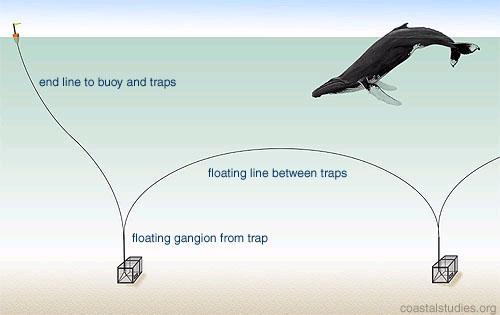 end line to buoy and traps
floating line between traps
floating gangion from trap
coastalstudies.org